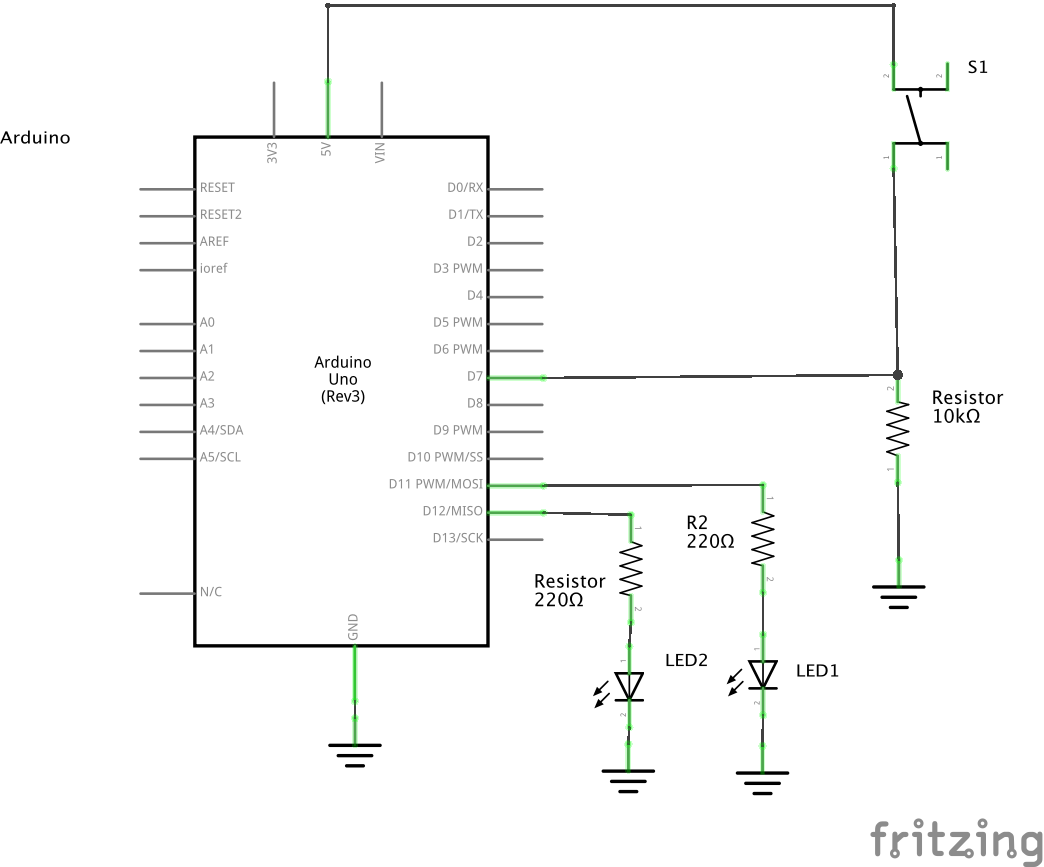 S1
2
2
Arduino
3V3
5V
VIN
1
1
RESET
D0/RX
RESET2
D1/TX
AREF
D2
ioref
D3 PWM
D4
A0
D5 PWM
A1
D6 PWM
Arduino
Uno
(Rev3)
A2
D7
A3
D8
2
Resistor
10kΩ
A4/SDA
D9 PWM
A5/SCL
D10 PWM/SS
1
D11 PWM/MOSI
1
D12/MISO
1
R2
220Ω
D13/SCK
Resistor
220Ω
2
N/C
2
GND
1
LED2
1
LED1
2
2
fritzing